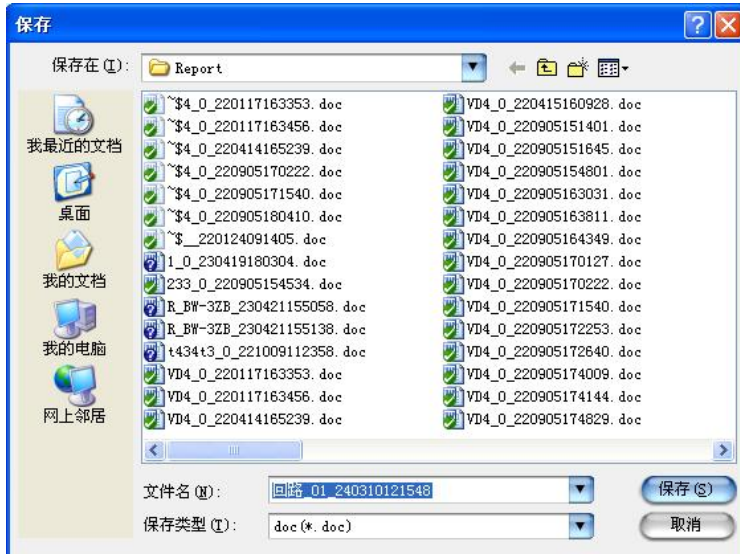 保存
保存在(I):
Report
我最近的文档
桌面
我的文档
我的电脑
网上邻居
~$4_0_220117163353.doc
~$4_0_220117163456.doc
~$4_0_220414165239.doc
~$4_0_220905170222.doc
~$4_0_220905171540.doc
~$4_0_220905180410.doc
~$__220124091405.doc
1_0_230419180304.doc
233_0_220905154534.doc
R_BW-3ZB_230421155058.doc
R_BW-3ZB_230421155138.doc
t434t3_0_221009112358.doc
VD4_0_220117163353.doc
VD4_0_220117163456.doc
VD4_0_220414165239.doc
VD4_0_220415160928.doc
VD4_0_220905151401.doc
VD4_0_220905151645.doc
VD4_0_220905154801.doc
VD4_0_220905163031.doc
VD4_0_220905163811.doc
VD4_0_220905164349.doc
VD4_0_220905170127.doc
VD4_0_220905170222.doc
VD4_0_220905171540.doc
VD4_0_220905172253.doc
VD4_0_220905172640.doc
VD4_0_220905174009.doc
VD4_0_220905174144.doc
VD4_0_220905174829.doc
文件名(N):
回路_01_240310121548
保存(S)
保存类型(T):
doc(*.doc)
取消